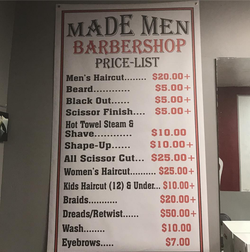 MADE MEN
BARBERSHOP
PRICE-LIST
Men's Haircut........ $20.00+
Beard............ $5.00+
Black Out...... $5.00+
Scissor Finish.... $5.00+
Hot Towel Steam &
Shave............ $10.00
Shape-Up...... $10.00+
All Scissor Cut... $25.00+
Women's Haircut.......... $25.00+
Kids Haircut (12) & Under... $10.00+
Braids........... $20.00+
Dreads/Retwist...... $50.00+
Wash........ $10.00
Eyebrows..... $7.00